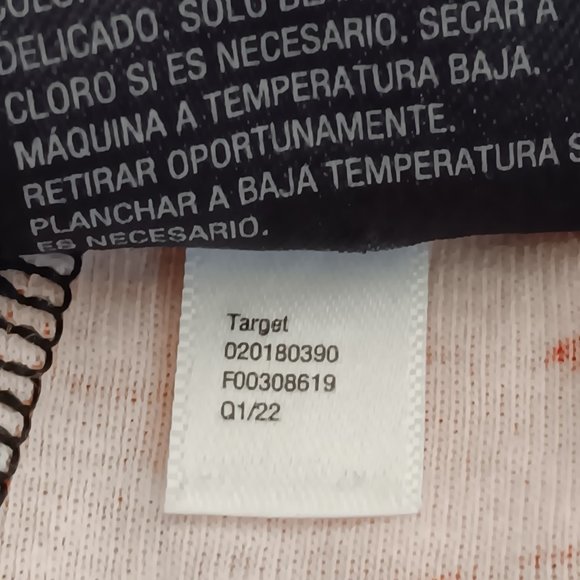 DELICADO. SOLO
CLORO SI ES NECESARIO. SECAR A
MÁQUINA A TEMPERATURA BAJA.
RETIRAR OPORTUNAMENTE.
PLANCHAR A BAJA TEMPERATURA S
ES NECESARIO.
Target
020180390
F00308619
Q1/22